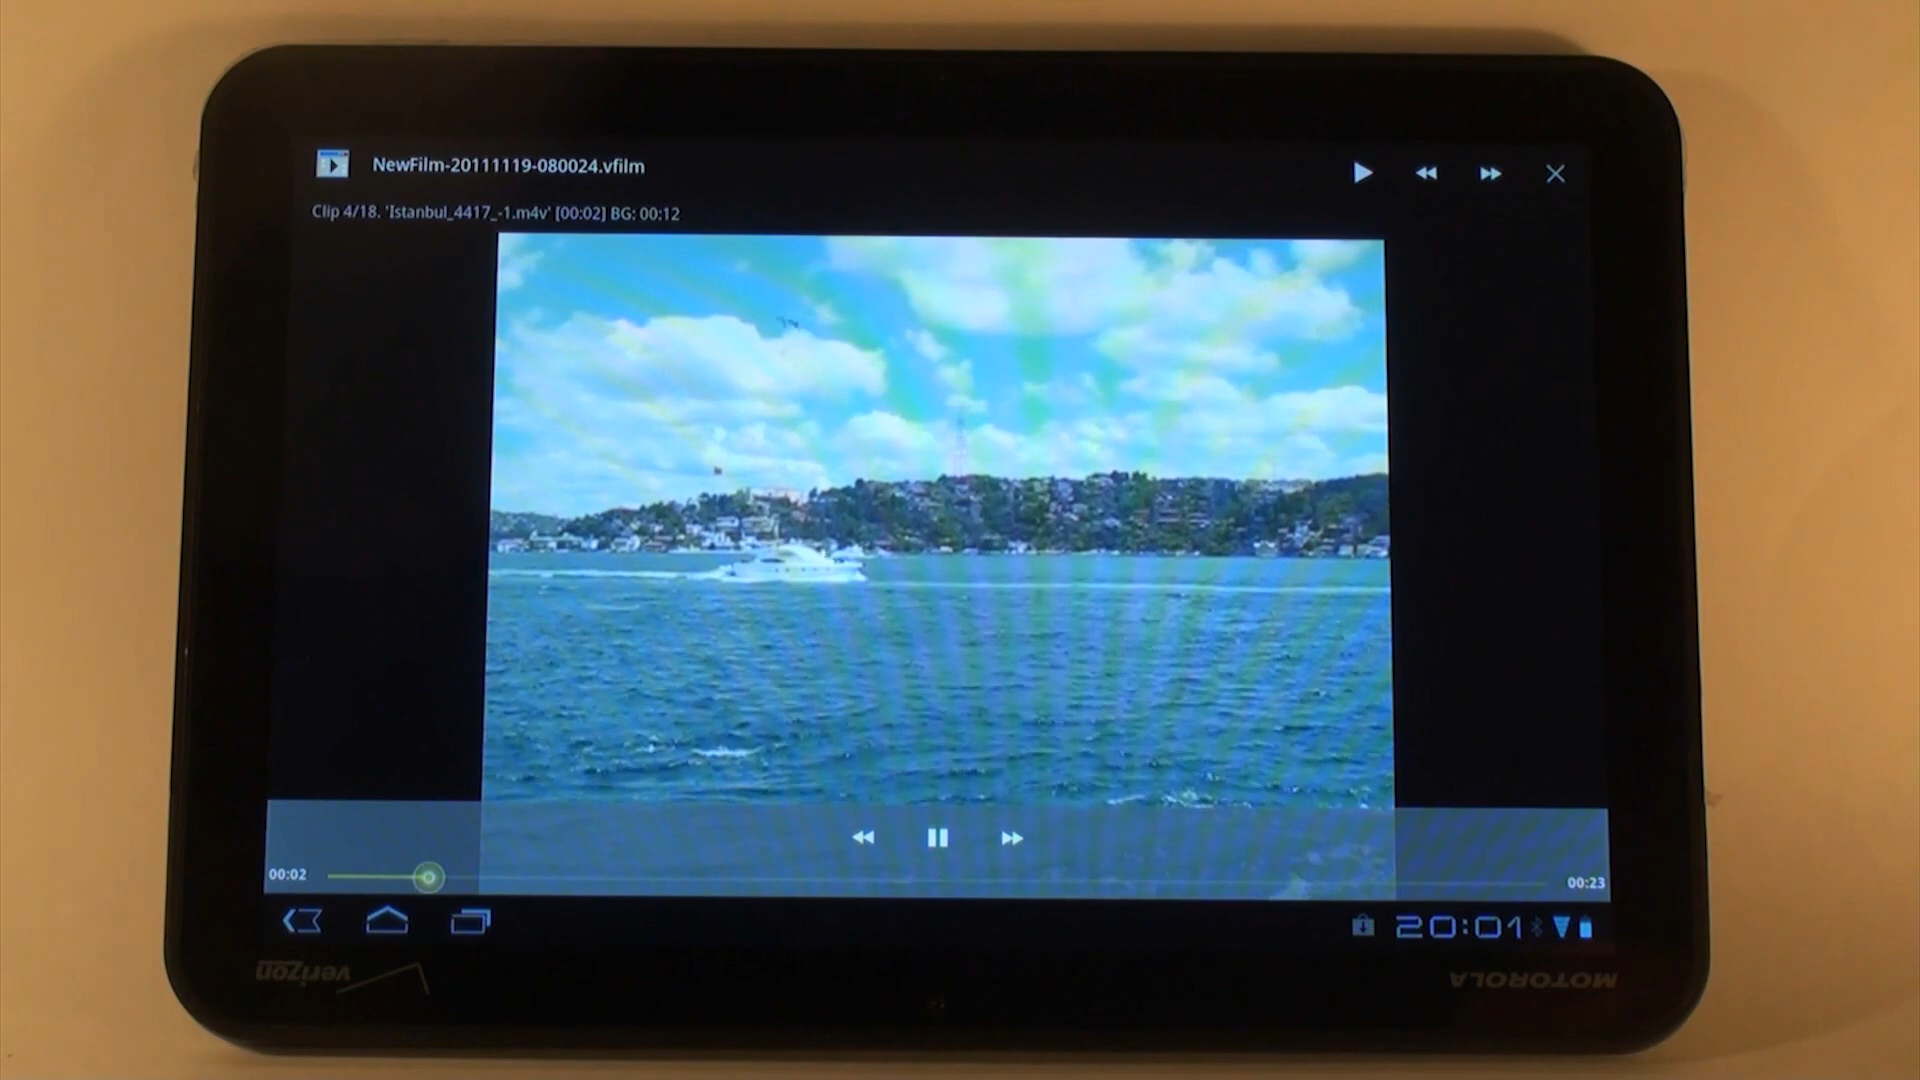 NewFilm-20111119-080024.vfilm
Clip 4/18. 'Istanbul_4417_-1.m4v' [00:02] BG: 00:12
00:02
00:23
20:01
verizon
MOTOROLA